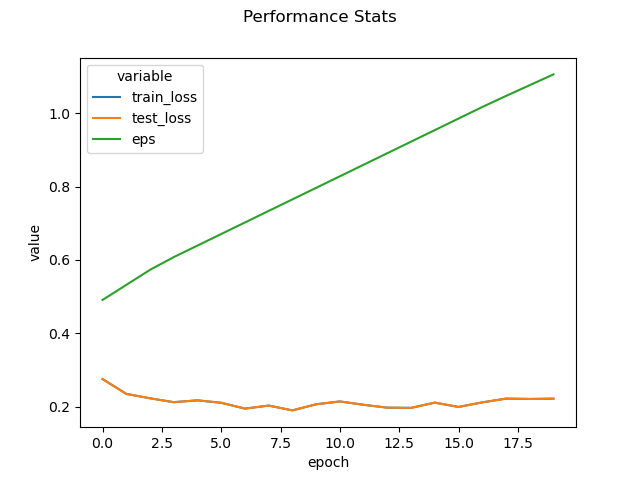 Performance Stats
variable
train_loss
test_loss
eps
value
1.0
0.8
0.6
0.4
0.2
0.0
2.5
5.0
7.5
10.0
12.5
15.0
17.5
epoch